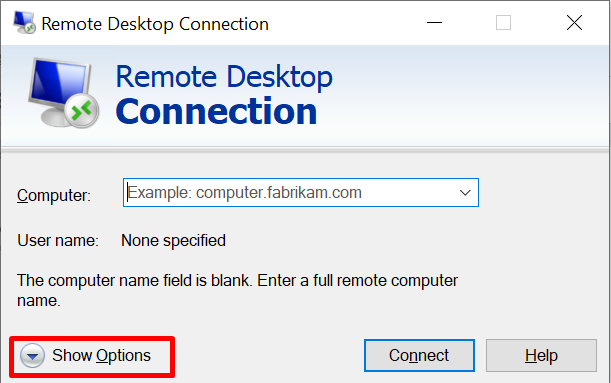 Remote Desktop Connection
Remote Desktop
Connection
Computer: Example: computer.fabrikam.com
User name: None specified
The computer name field is blank. Enter a full remote computer
name.
Show Options Connect Help